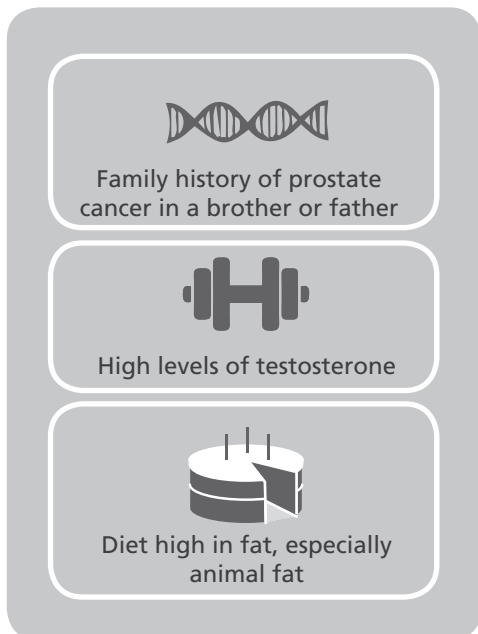 Family history of prostate
cancer in a brother or father
High levels of testosterone
Diet high in fat, especially
animal fat